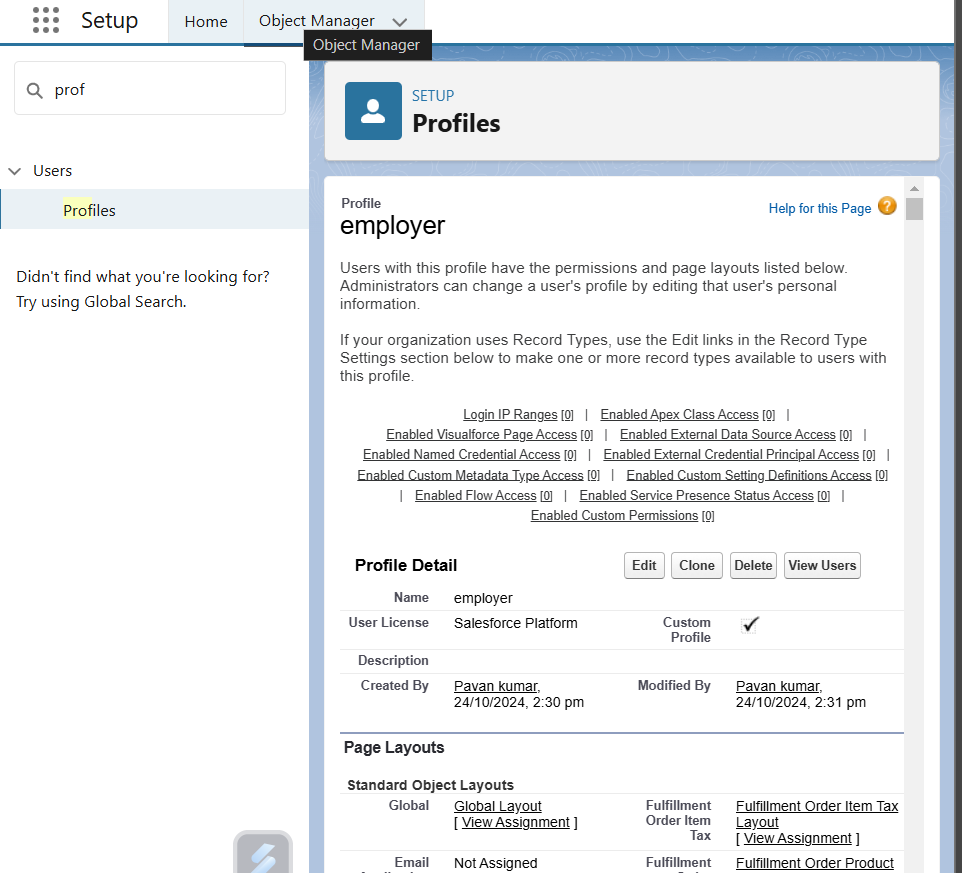 Setup
Home
Object Manager
Object Manager
prof
Users
Profiles
Didn't find what you're looking for?
Try using Global Search.
SETUP
Profiles
Profile
employer
Help for this Page ?
Users with this profile have the permissions and page layouts listed below.
Administrators can change a user's profile by editing that user's personal
information.
If your organization uses Record Types, use the Edit links in the Record Type
Settings section below to make one or more record types available to users with
this profile.
Login IP Ranges [0] | Enabled Apex Class Access [0] |
Enabled Visualforce Page Access [0] | Enabled External Data Source Access [0] |
Enabled Named Credential Access [0] | Enabled External Credential Principal Access [0] |
Enabled Custom Metadata Type Access [0] | Enabled Custom Setting Definitions Access [0]
| Enabled Flow Access [0] | Enabled Service Presence Status Access [0] |
Enabled Custom Permissions [0]
Profile Detail
Edit Clone Delete View Users
Name employer
User License Salesforce Platform
Custom
Profile
Description
Created By Pavan kumar,
24/10/2024, 2:30 pm
Modified By Pavan kumar,
24/10/2024, 2:31 pm
Page Layouts
Standard Object Layouts
Global Global Layout
[ View Assignment ]
Fulfillment
Order Item
Tax
Fulfillment Order Item Tax
Layout
[ View Assignment ]
Email Not Assigned
Fulfillment Fulfillment Order Product